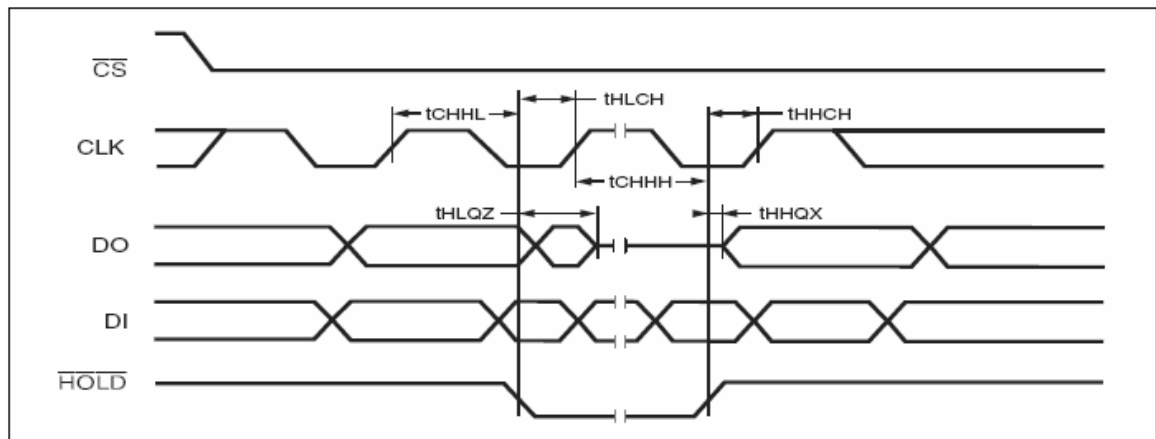 CS
tHLCH
tCHHL
tHHCH
CLK
tCHHH
tHLQZ
tHHQX
DO
DI
HOLD